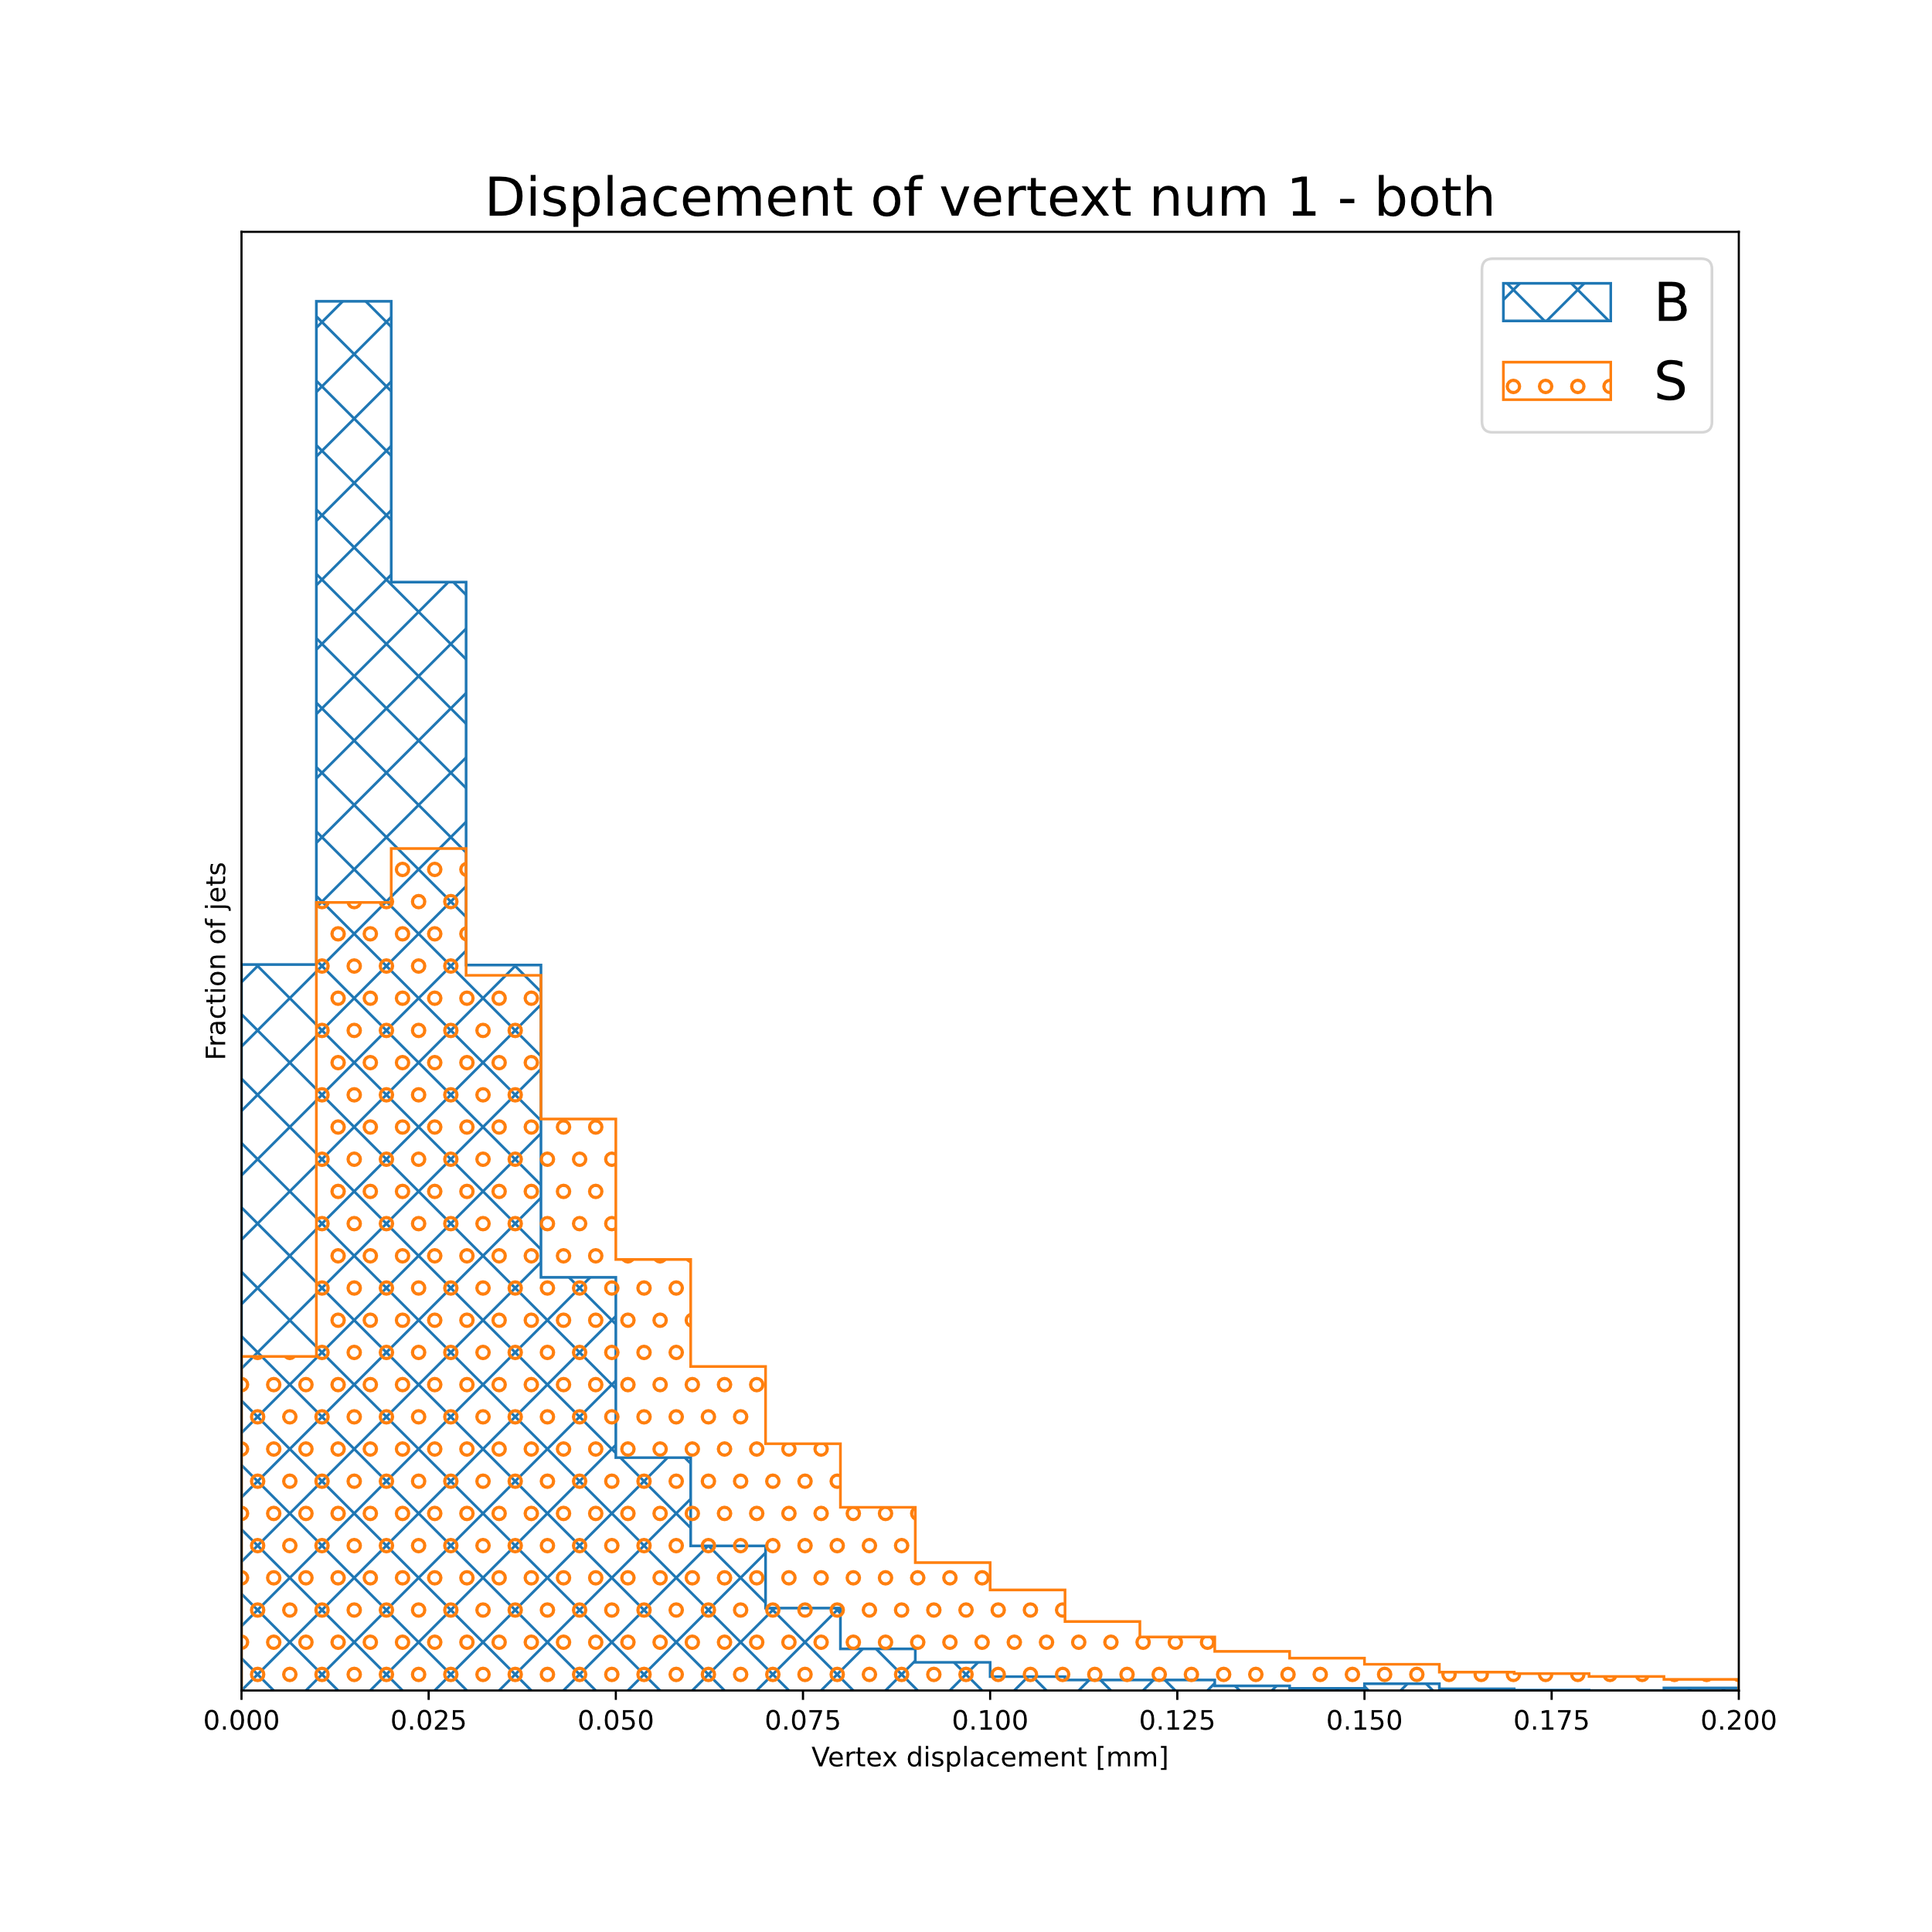 Displacement of vertext num 1 - both
B
S
Fraction of jets
0.000 0.025 0.050 0.075 0.100 0.125 0.150 0.175 0.200
Vertex displacement [mm]